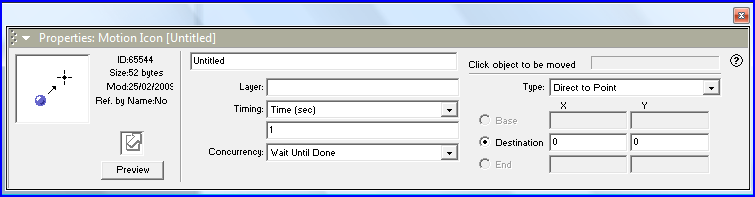 Properties: Motion Icon [Untitled]
ID:65544
Size:52 bytes
Mod:25/02/2009
Ref. by Name:No
Preview
Untitled
Layer:
Timing: Time (sec)
1
Concurrency: Wait Until Done
Click object to be moved
?
Type: Direct to Point
X Y
Base
Destination 0 0
End